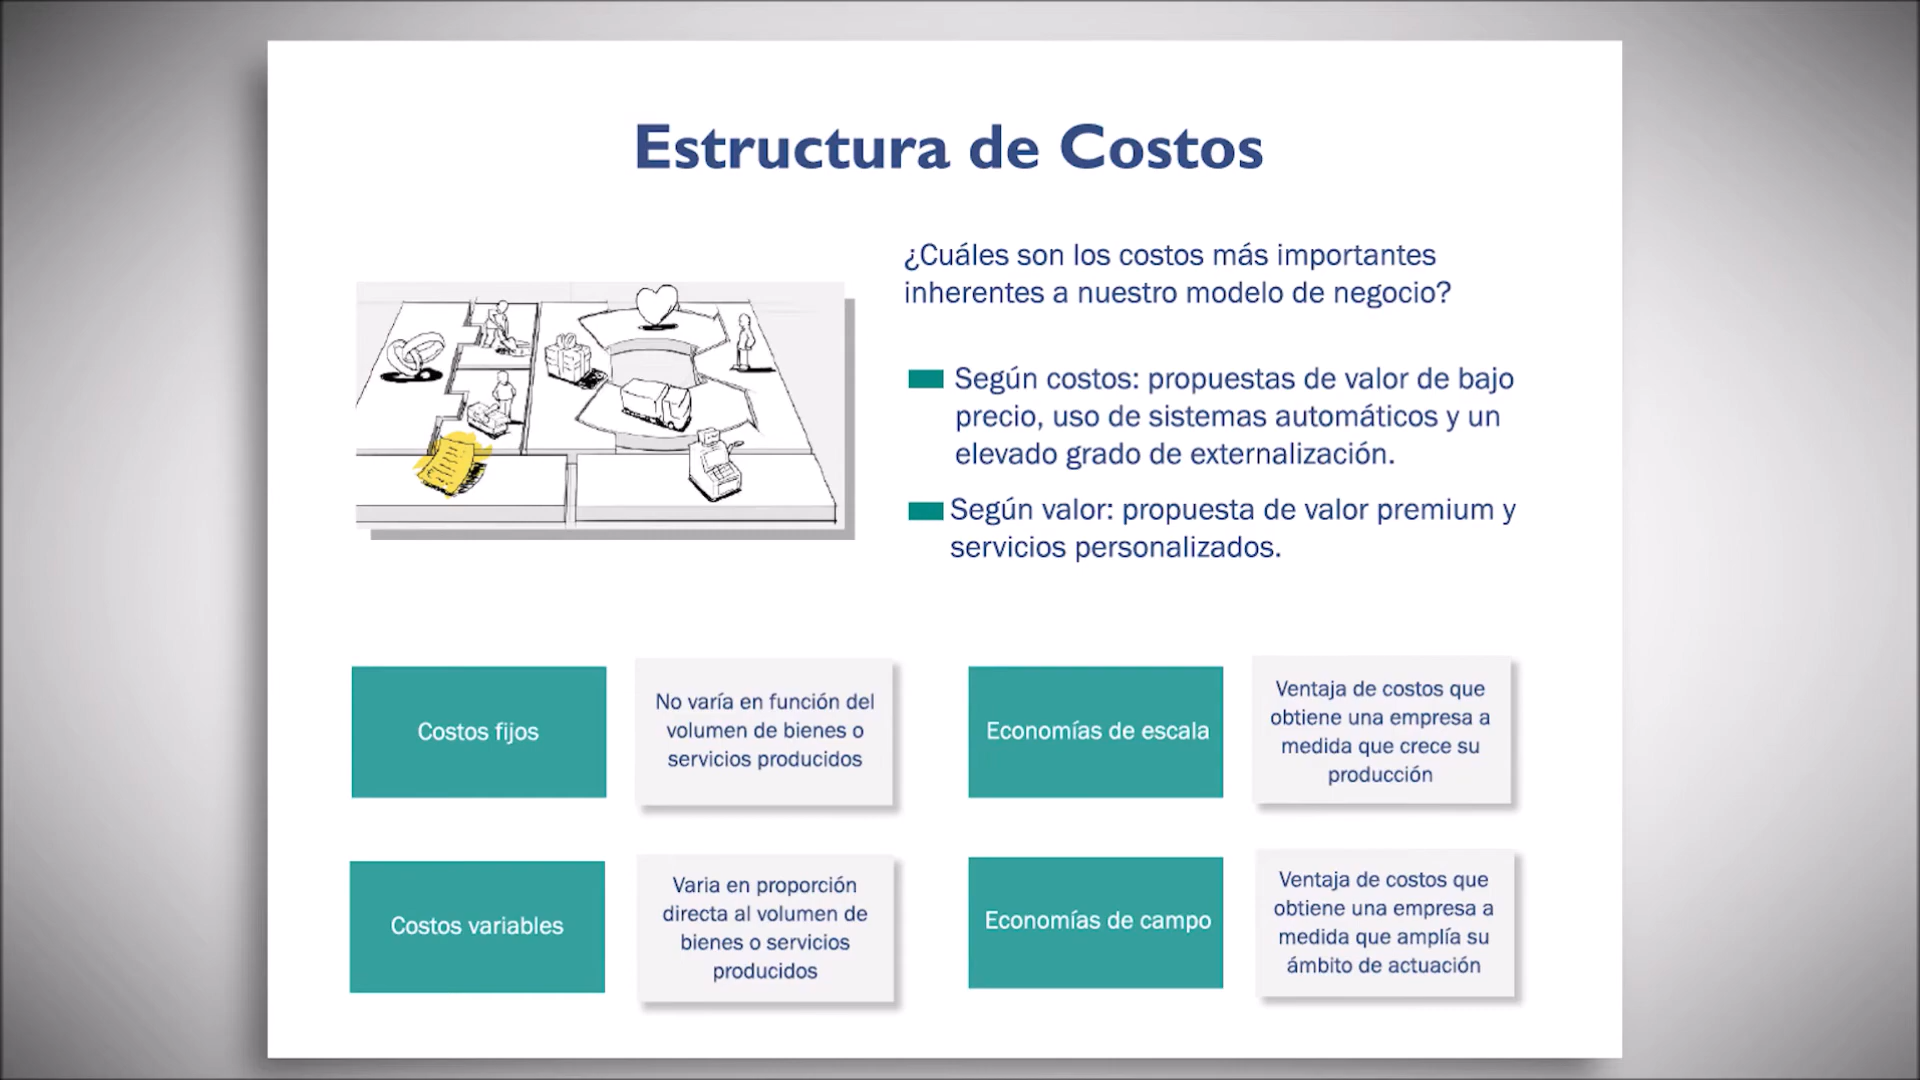 Estructura de Costos
¿Cuáles son los costos más importantes
inherentes a nuestro modelo de negocio?
Según costos: propuestas de valor de bajo
precio, uso de sistemas automáticos y un
elevado grado de externalización.
Según valor: propuesta de valor premium y
servicios personalizados.
Costos fijos
No varía en función del
volumen de bienes o
servicios producidos
Economías de escala
Ventaja de costos que
obtiene una empresa a
medida que crece su
producción
Costos variables
Varia en proporción
directa al volumen de
bienes o servicios
producidos
Economías de campo
Ventaja de costos que
obtiene una empresa a
medida que amplía su
ámbito de actuación